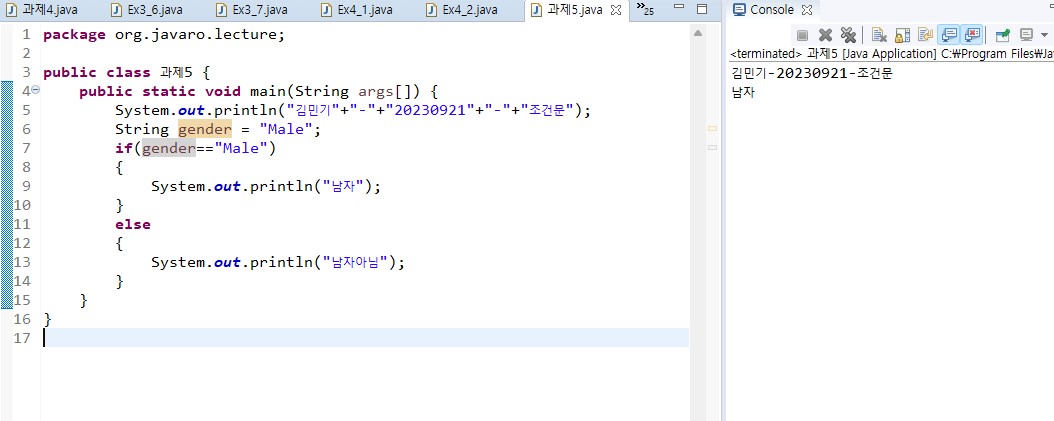 과제4.java Ex3_6.java Ex3_7.java Ex4_1.java Ex4_2.java 과제5.java »25
1 package org.javaro.lecture;
2
3 public class 과제5 {
4 public static void main(String args[]) {
5 System.out.println("김민기"+"-"+"20230921"+"-"+"조건문");
6 String gender = "Male";
7 if(gender=="Male")
8 {
9 System.out.println("남자");
10 }
11 else
12 {
13 System.out.println("남자아님");
14 }
15 }
16 }
17
Console
<terminated> 과제5 [Java Application] C:₩Program Files₩Ja
김민기-20230921-조건문
남자